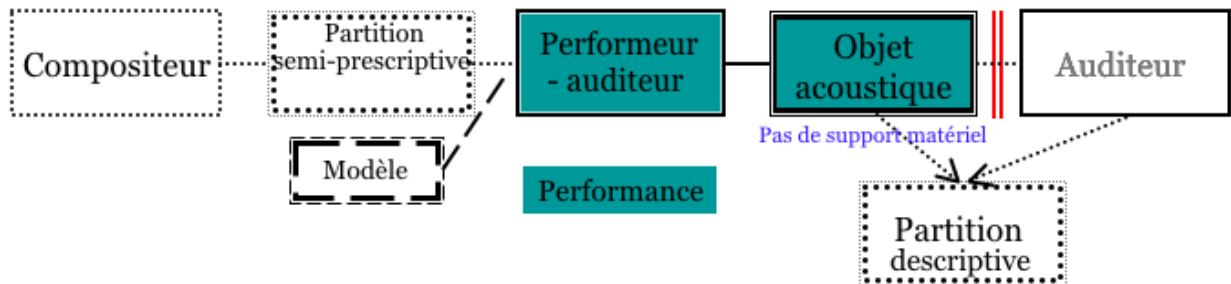 Compositeur
Partition
semi-prescriptive
Modèle
Performeur
- auditeur
Performance
Objet
acoustique
Pas de support matériel
Auditeur
Partition
descriptive